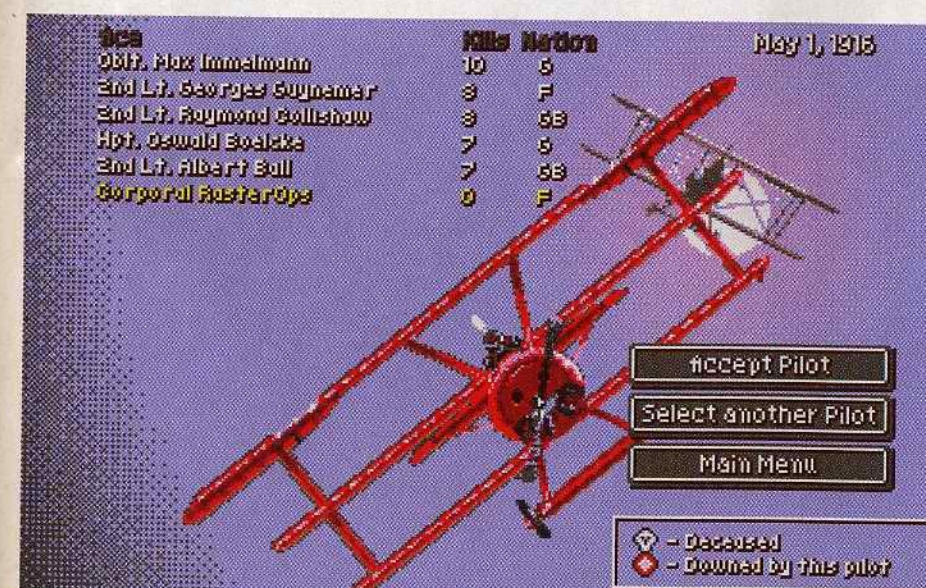 Ace Kills Nation May 1, 1916
Oblt. Max Immelmann 10 G
2nd Lt. Georges Guynemer 8 F
2nd Lt. Raymond Collishaw 8 GB
Hpt. Oswald Boelcke 7 G
2nd Lt. Albert Ball 7 GB
Corporal RasterOps 0 F
Accept Pilot
Select another Pilot
Main Menu
- Deceased
- Downed by this pilot